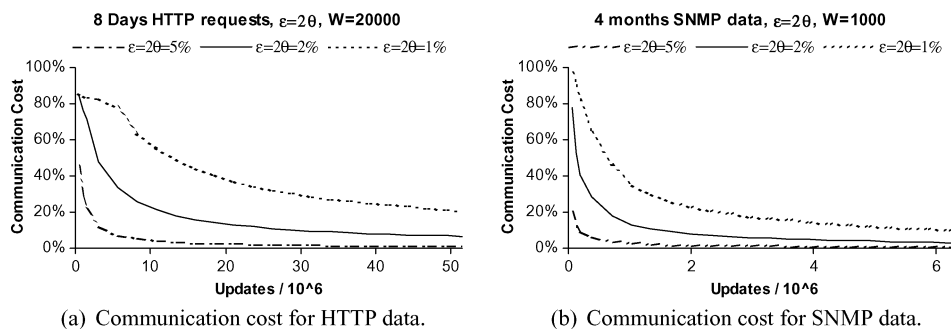 8 Days HTTP requests, ε=2θ, W=20000
ε=2θ=5% ε=2θ=2% ε=2θ=1%
Communication Cost
100%
80%
60%
40%
20%
0%
0 10 20 30 40 50
Updates / 10^6
(a) Communication cost for HTTP data.
4 months SNMP data, ε=2θ, W=1000
ε=2θ=5% ε=2θ=2% ε=2θ=1%
Communication Cost
100%
80%
60%
40%
20%
0%
0 2 4 6
Updates / 10^6
(b) Communication cost for SNMP data.